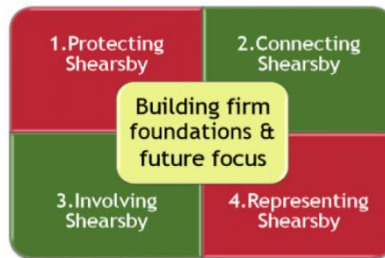 1.Protecting
Shearsby
2.Connecting
Shearsby
Building firm
foundations &
future focus
3.Involving
Shearsby
4.Representing
Shearsby